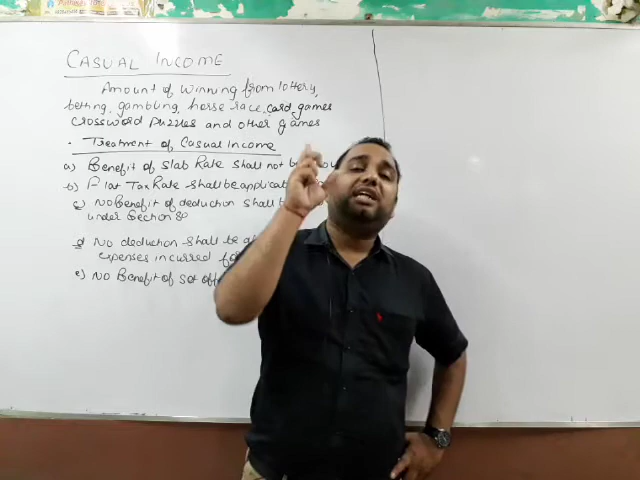 CASUAL INCOME
Amount of winning from lottery,
betting, gambling, horse race, card games
crossword Puzzles and other games
• Treatment of Casual Income
a) Benefit of Slab Rate shall not be
b) Flat Tax Rate shall be
c) No Benefit of deduction shall
under Section 80
d) No deduction shall be
expenses incurred
e) No Benefit of Set off